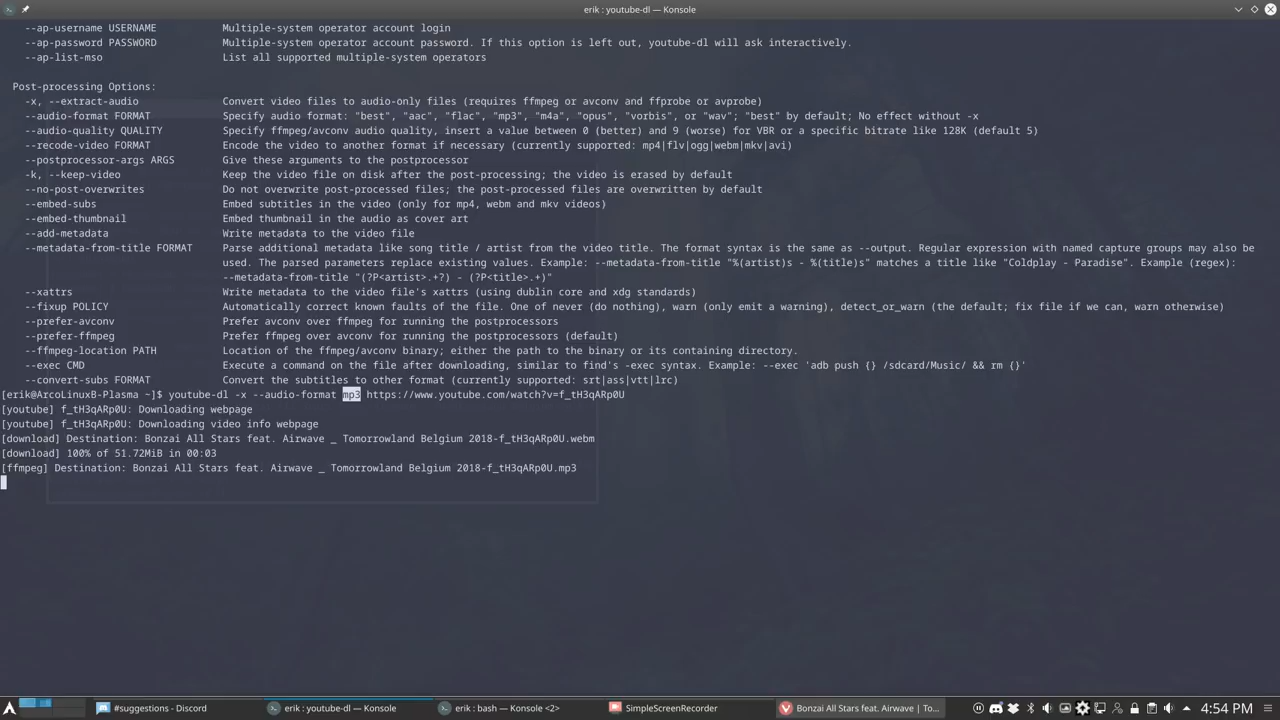 erik : youtube-dl — Konsole
--ap-username USERNAME Multiple-system operator account login
--ap-password PASSWORD Multiple-system operator account password. If this option is left out, youtube-dl will ask interactively.
--ap-list-mso List all supported multiple-system operators
Post-processing Options:
-x, --extract-audio Convert video files to audio-only files (requires ffmpeg or avconv and ffprobe or avprobe)
--audio-format FORMAT Specify audio format: "best", "aac", "flac", "mp3", "m4a", "opus", "vorbis", or "wav"; "best" by default; No effect without -x
--audio-quality QUALITY Specify ffmpeg/avconv audio quality, insert a value between 0 (better) and 9 (worse) for VBR or a specific bitrate like 128K (default 5)
--recode-video FORMAT Encode the video to another format if necessary (currently supported: mp4|flv|ogg|webm|mkv|avi)
--postprocessor-args ARGS Give these arguments to the postprocessor
-k, --keep-video Keep the video file on disk after the post-processing; the video is erased by default
--no-post-overwrites Do not overwrite post-processed files; the post-processed files are overwritten by default
--embed-subs Embed subtitles in the video (only for mp4, webm and mkv videos)
--embed-thumbnail Embed thumbnail in the audio as cover art
--add-metadata Write metadata to the video file
--metadata-from-title FORMAT Parse additional metadata like song title / artist from the video title. The format syntax is the same as --output. Regular expression with named capture groups may also be
used. The parsed parameters replace existing values. Example: --metadata-from-title "%(artist)s - %(title)s" matches a title like "Coldplay - Paradise". Example (regex):
--metadata-from-title "(?P<artist>.+?) - (?P<title>.+)"
--xattrs Write metadata to the video file's xattrs (using dublin core and xdg standards)
--fixup POLICY Automatically correct known faults of the file. One of never (do nothing), warn (only emit a warning), detect_or_warn (the default; fix file if we can, warn otherwise)
--prefer-avconv Prefer avconv over ffmpeg for running the postprocessors
--prefer-ffmpeg Prefer ffmpeg over avconv for running the postprocessors (default)
--ffmpeg-location PATH Location of the ffmpeg/avconv binary; either the path to the binary or its containing directory.
--exec CMD Execute a command on the file after downloading, similar to find's -exec syntax. Example: --exec 'adb push {} /sdcard/Music/ && rm {}'
--convert-subs FORMAT Convert the subtitles to other format (currently supported: srt|ass|vtt|lrc)
[erik@ArcoLinuxB-Plasma ~]$ youtube-dl -x --audio-format mp3 https://www.youtube.com/watch?v=f_tH3qARp0U
[youtube] f_tH3qARp0U: Downloading webpage
[youtube] f_tH3qARp0U: Downloading video info webpage
[download] Destination: Bonzai All Stars feat. Airwave _ Tomorrowland Belgium 2018-f_tH3qARp0U.webm
[download] 100% of 51.72MiB in 00:03
[ffmpeg] Destination: Bonzai All Stars feat. Airwave _ Tomorrowland Belgium 2018-f_tH3qARp0U.mp3
#suggestions - Discord erik : youtube-dl — Konsole erik : bash — Konsole <2> SimpleScreenRecorder Bonzai All Stars feat. Airwave | To... 4:54 PM